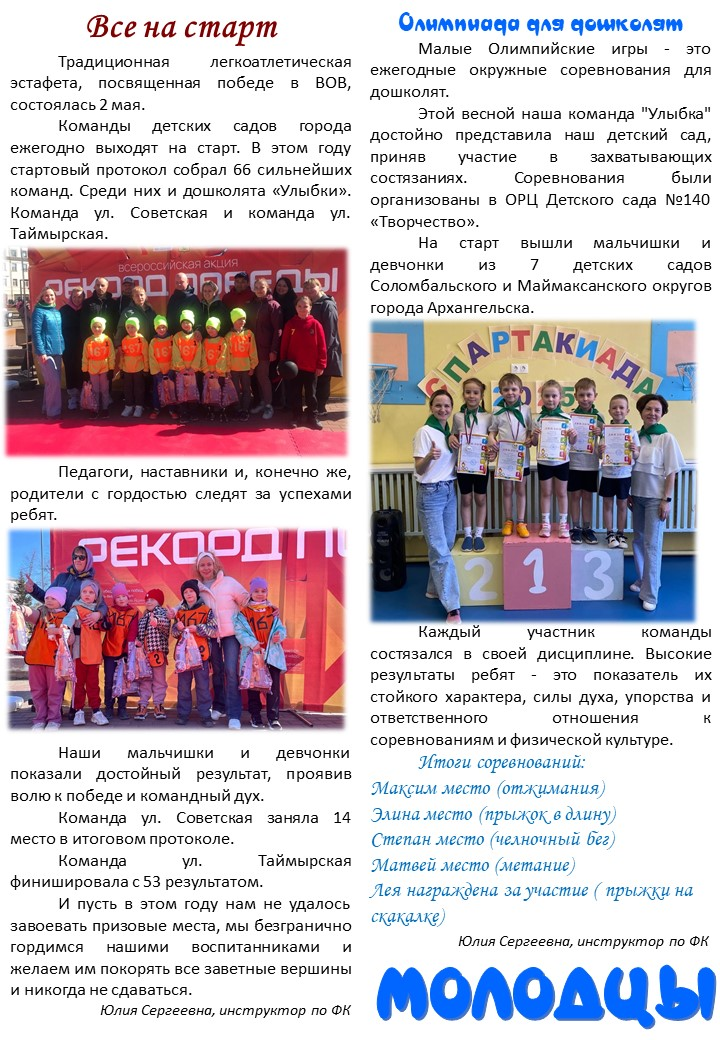 Все на старт
Традиционная легкоатлетическая
эстафета, посвященная победе в ВОВ,
состоялась 2 мая.
Команды детских садов города
ежегодно выходят на старт. В этом году
стартовый протокол собрал 66 сильнейших
команд. Среди них и дошколята «Улыбки».
Команда ул. Советская и команда ул.
Таймырская.
всероссийская акция
РЕКОРД ПОБЕДЫ
167
Педагоги, наставники и, конечно же,
родители с гордостью следят за успехами
ребят.
РЕКОРД ПО
167
167
Наши мальчишки и девчонки
показали достойный результат, проявив
волю к победе и командный дух.
Команда ул. Советская заняла 14
место в итоговом протоколе.
Команда ул. Таймырская
финишировала с 53 результатом.
И пусть в этом году нам не удалось
завоевать призовые места, мы безгранично
гордимся нашими воспитанниками и
желаем им покорять все заветные вершины
и никогда не сдаваться.
Юлия Сергеевна, инструктор по ФК
Олимпиада для дошколят
Малые Олимпийские игры - это
ежегодные окружные соревнования для
дошколят.
Этой весной наша команда "Улыбка"
достойно представила наш детский сад,
приняв участие в захватывающих
состязаниях. Соревнования были
организованы в ОРЦ Детского сада №140
«Творчество».
На старт вышли мальчишки и
девчонки из 7 детских садов
Соломбальского и Маймаксанского округов
города Архангельска.
СПАРТАКИАДА
2025
2 1 3
Каждый участник команды
состязался в своей дисциплине. Высокие
результаты ребят - это показатель их
стойкого характера, силы духа, упорства и
ответственного отношения к
соревнованиям и физической культуре.
Итоги соревнований:
Максим место (отжимания)
Элина место (прыжок в длину)
Степан место (челночный бег)
Матвей место (метание)
Лея награждена за участие ( прыжки на
скакалке)
Юлия Сергеевна, инструктор по ФК
МОЛОДЦЫ